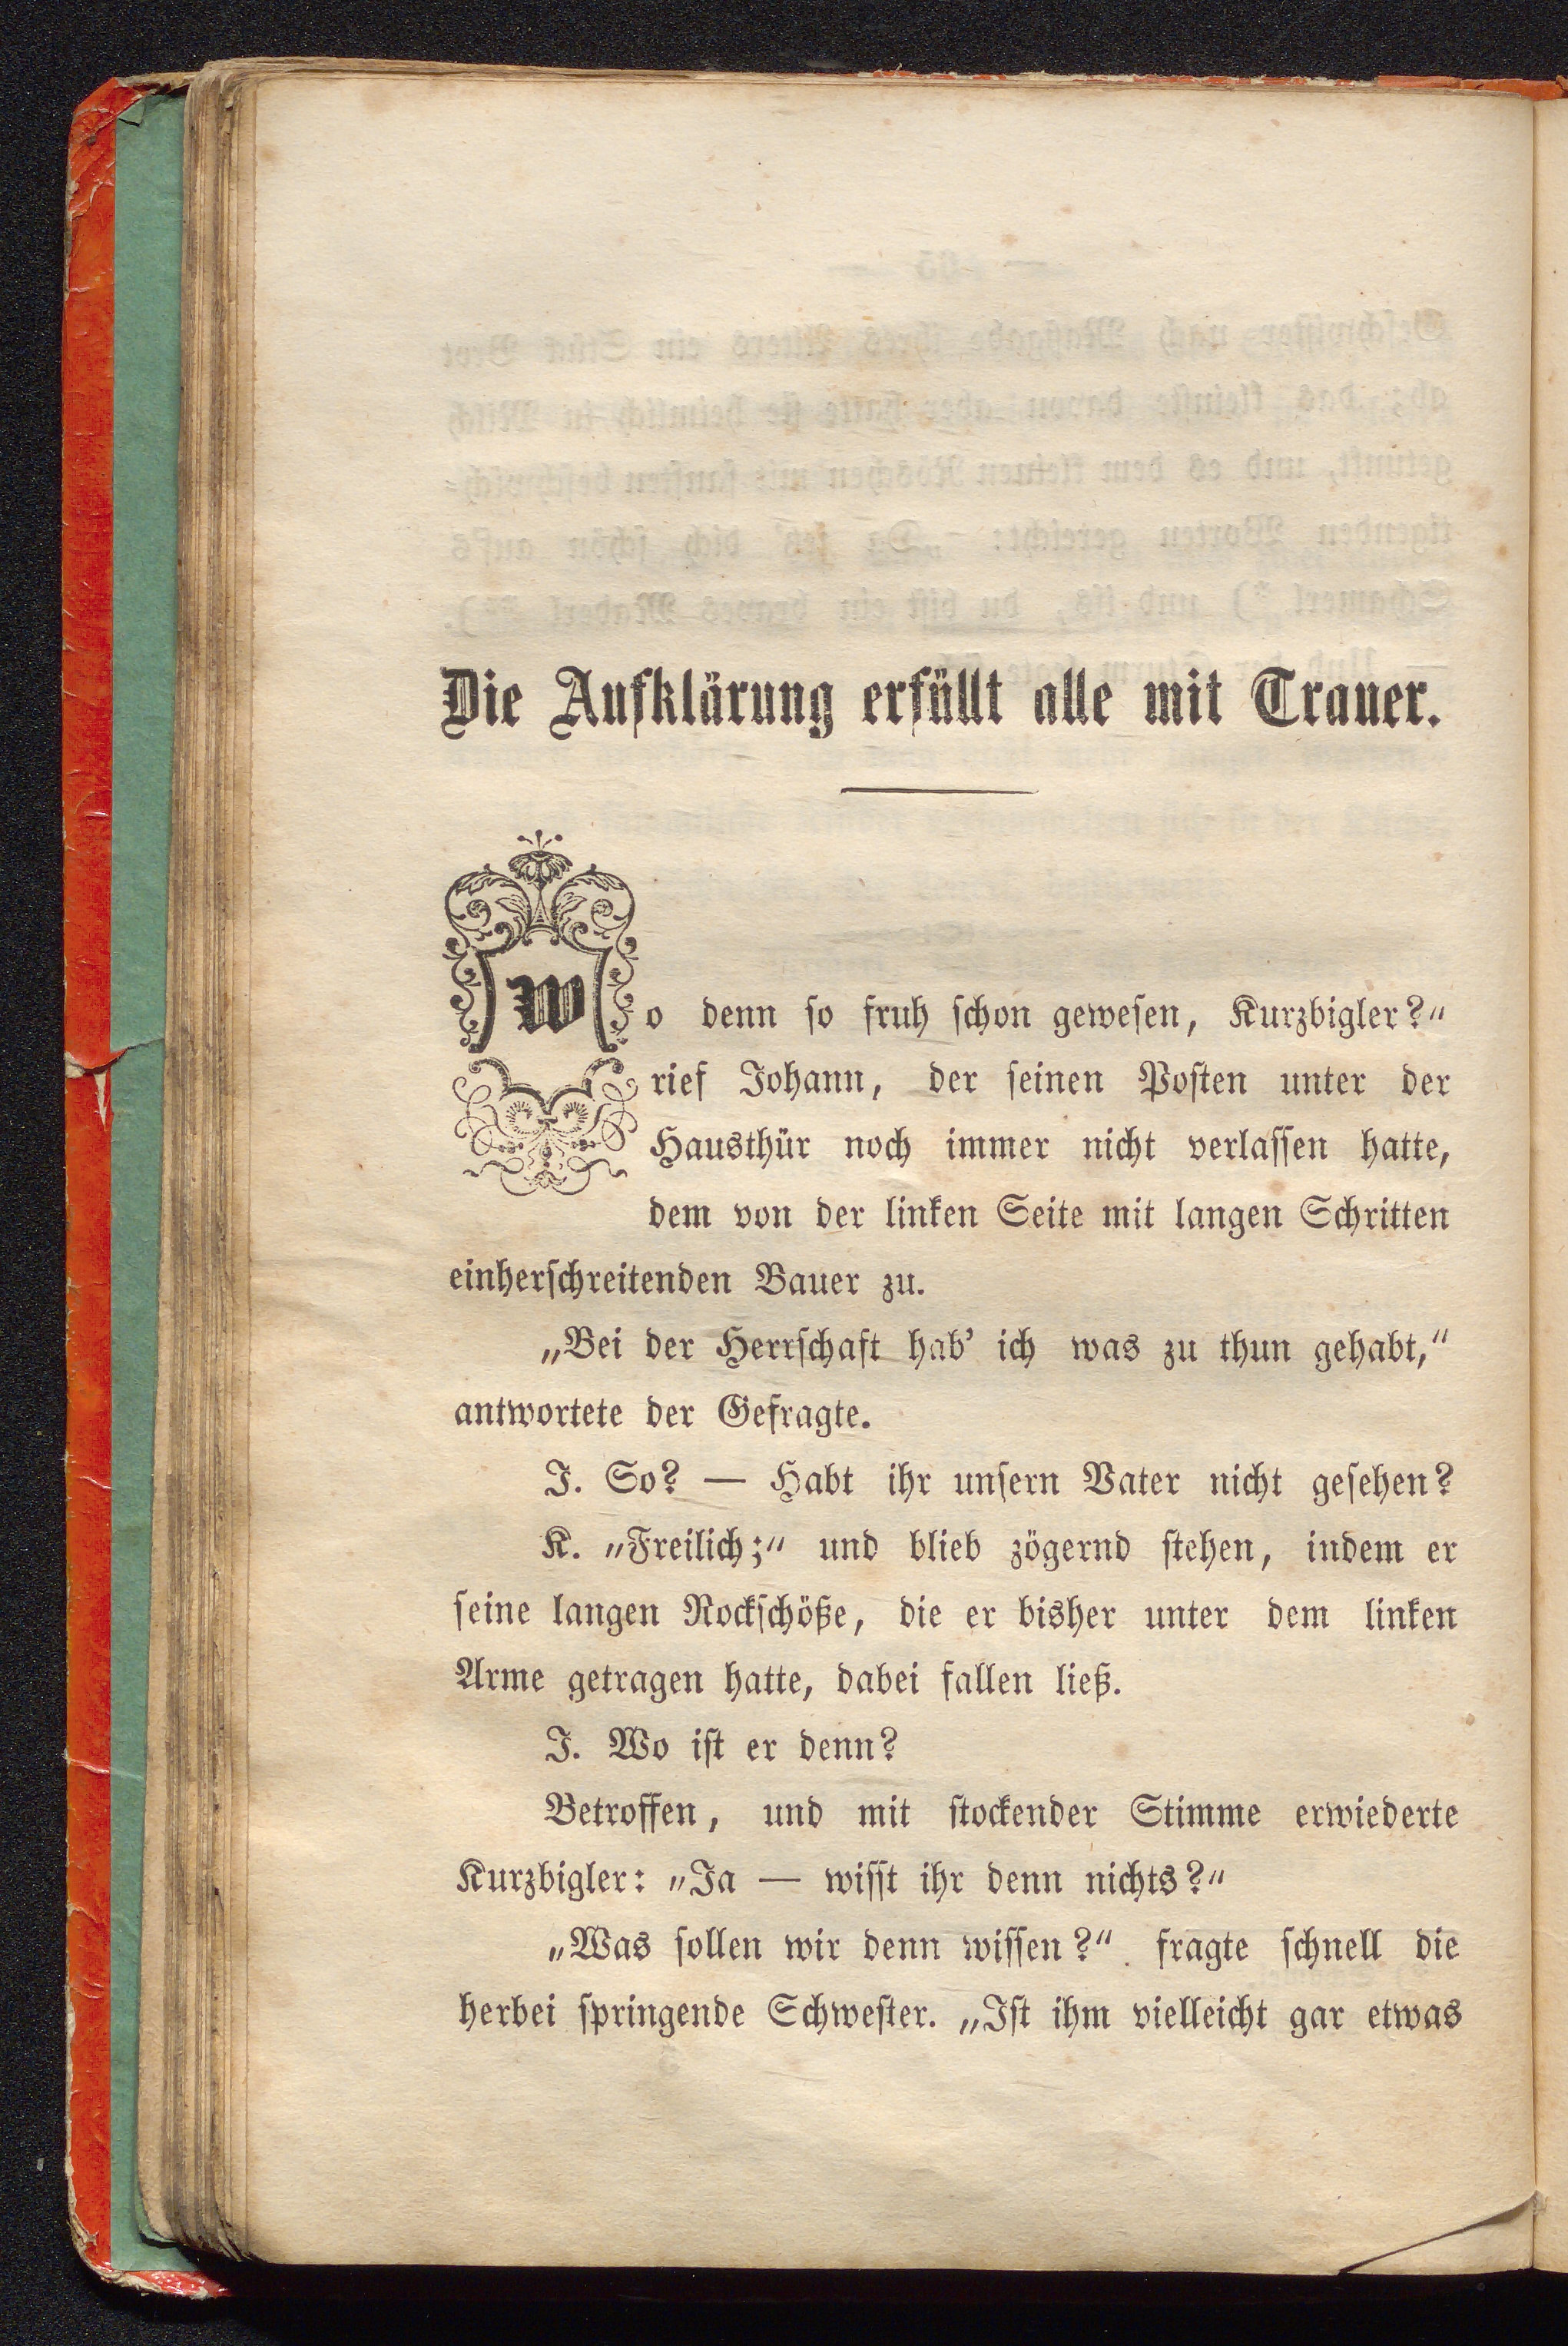 Die Aufklärung erfüllt alle mit Trauer.
Wo denn so fruh schon gewesen, Kurzbigler?“
rief Johann, der seinen Posten unter der
Hausthür noch immer nicht verlassen hatte,
dem von der linken Seite mit langen Schritten
einherschreitenden Bauer zu.
„Bei der Herrschaft hab’ ich was zu thun gehabt,“
antwortete der Gefragte.
J. So? — Habt ihr unsern Vater nicht gesehen?
K. „Freilich;“ und blieb zögernd stehen, indem er
seine langen Rockschöße, die er bisher unter dem linken
Arme getragen hatte, dabei fallen ließ.
J. Wo ist er denn?
Betroffen, und mit stockender Stimme erwiederte
Kurzbigler: „Ja — wisst ihr denn nichts?“
„Was sollen wir denn wissen?“ fragte schnell die
herbei springende Schwester. „Ist ihm vielleicht gar etwas